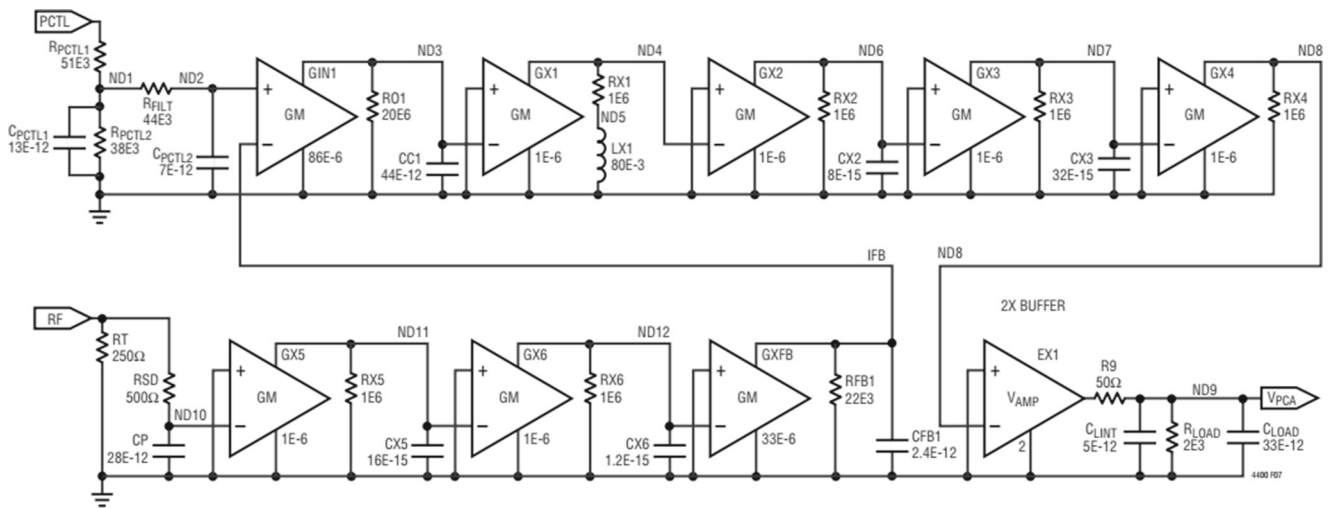 PCTL
RPCTL1
51E3
ND1
ND2
RFILT
44E3
CPCTL1
13E-12
RPCTL2
38E3
CPCTL2
7E-12
+
−
GIN1
GM
86E-6
RO1
20E6
ND3
CC1
44E-12
+
−
GX1
GM
1E-6
ND4
RX1
1E6
ND5
LX1
80E-3
+
−
GX2
GM
1E-6
RX2
1E6
ND6
CX2
8E-15
+
−
GX3
GM
1E-6
RX3
1E6
ND7
CX3
32E-15
+
−
GX4
GM
1E-6
ND8
RX4
1E6
IFB
ND8
RF
RT
250Ω
RSD
500Ω
ND10
CP
28E-12
+
−
GX5
GM
1E-6
RX5
1E6
ND11
CX5
16E-15
+
−
GX6
GM
1E-6
RX6
1E6
ND12
CX6
1.2E-15
+
−
GXFB
GM
33E-6
RFB1
22E3
CFB1
2.4E-12
2X BUFFER
+
−
EX1
VAMP
2
R9
50Ω
ND9
VPCA
CLINT
5E-12
RLOAD
2E3
CLOAD
33E-12
4400 F07